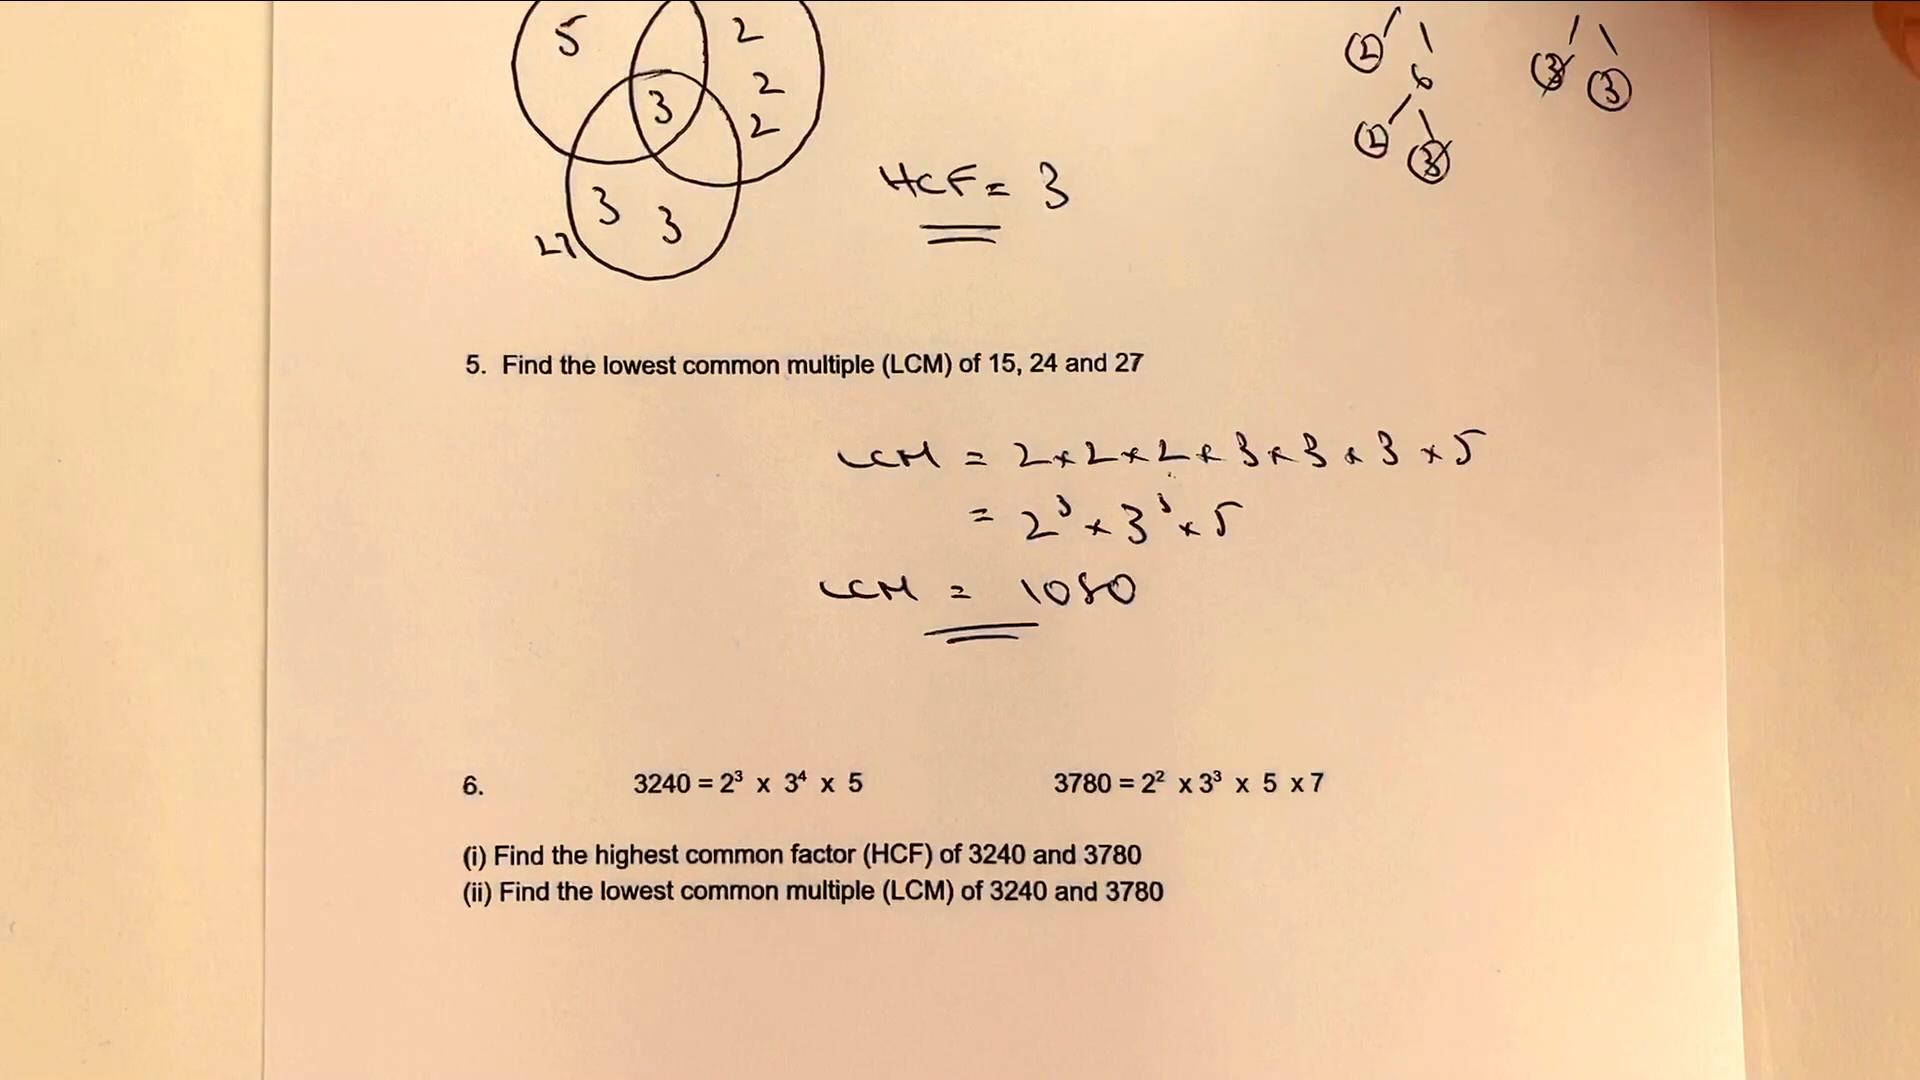 5 2
2
3 2
3 3
27
HCF = 3
2
6
2 3
3 3
5. Find the lowest common multiple (LCM) of 15, 24 and 27
LCM = 2 × 2 × 2 × 3 × 3 × 3 × 5
= 2³ × 3³ × 5
LCM = 1080
6. 3240 = 2³ x 3⁴ x 5 3780 = 2² x 3³ x 5 x 7
(i) Find the highest common factor (HCF) of 3240 and 3780
(ii) Find the lowest common multiple (LCM) of 3240 and 3780